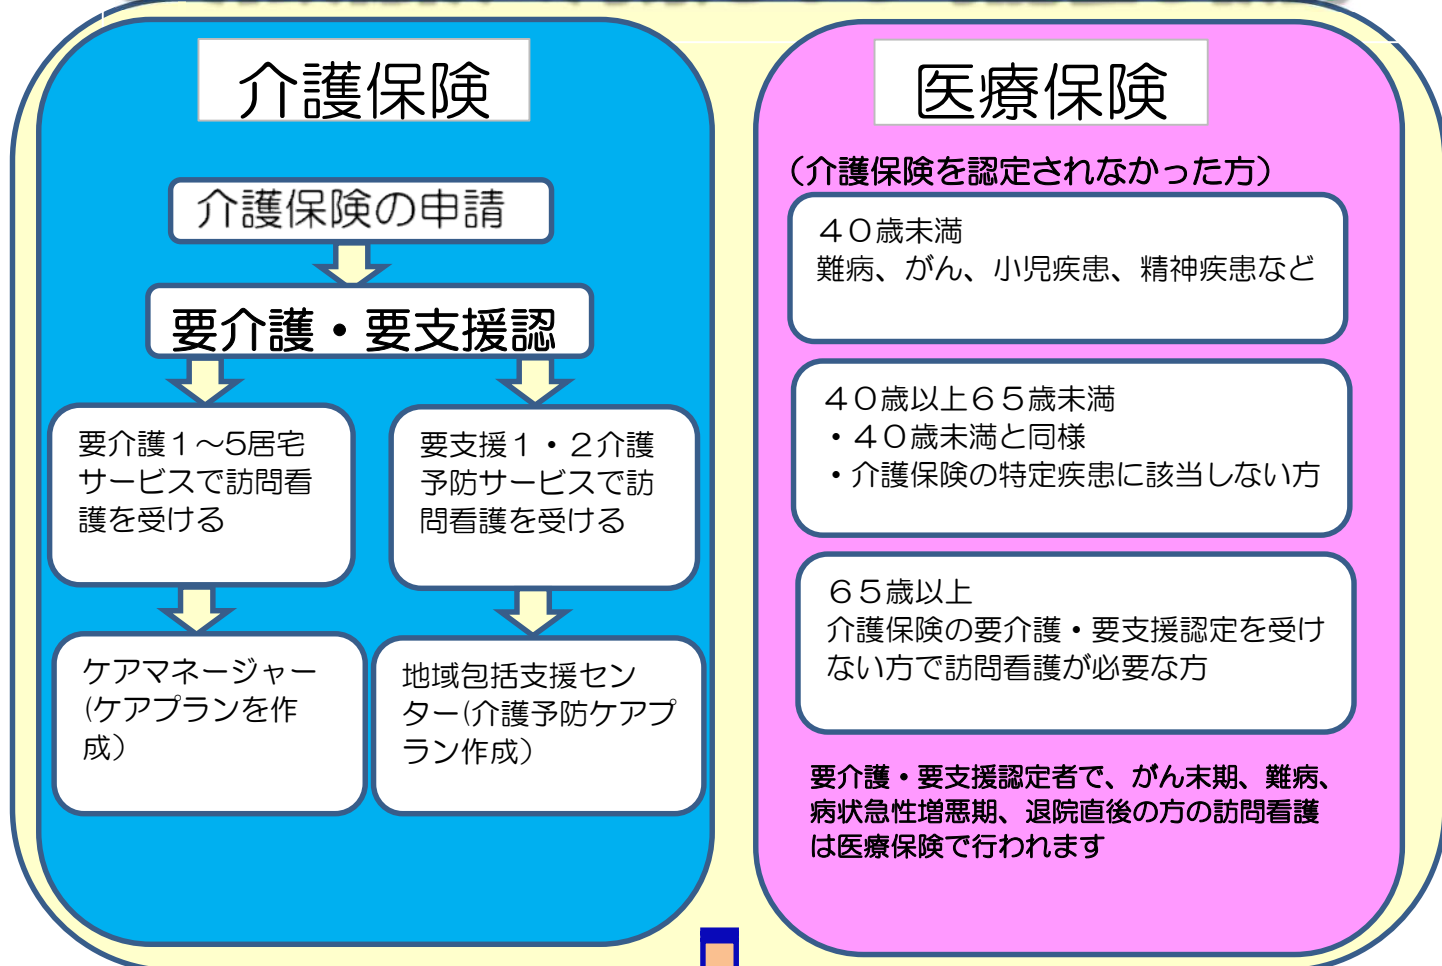 介護保険
介護保険の申請
要介護・要支援認
要介護１～5居宅
サービスで訪問看
護を受ける
要支援１・２介護
予防サービスで訪
問看護を受ける
ケアマネージャー
(ケアプランを作
成）
地域包括支援セン
ター(介護予防ケアプ
ラン作成）
医療保険
（介護保険を認定されなかった方）
４０歳未満
難病、がん、小児疾患、精神疾患など
４０歳以上６５歳未満
・４０歳未満と同様
・介護保険の特定疾患に該当しない方
６５歳以上
介護保険の要介護・要支援認定を受け
ない方で訪問看護が必要な方
要介護・要支援認定者で、がん末期、難病、
病状急性増悪期、退院直後の方の訪問看護
は医療保険で行われます